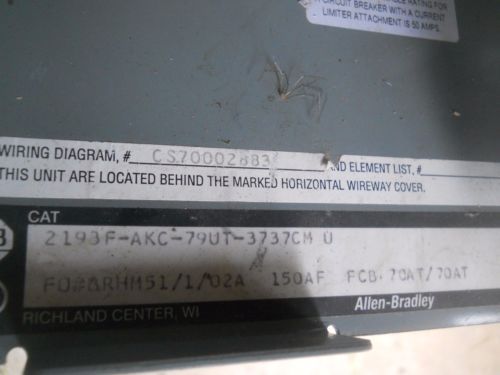 RATING FOR
CIRCUIT BREAKER WITH A CURRENT
LIMITER ATTACHMENT IS 50 AMPS.
WIRING DIAGRAM, # CS70002883 AND ELEMENT LIST, #
THIS UNIT ARE LOCATED BEHIND THE MARKED HORIZONTAL WIREWAY COVER.
CAT
2193F-AKC-79UT-3737CM U
150AF FCB 70AT/70AT
Allen-Bradley
RICHLAND CENTER, WI